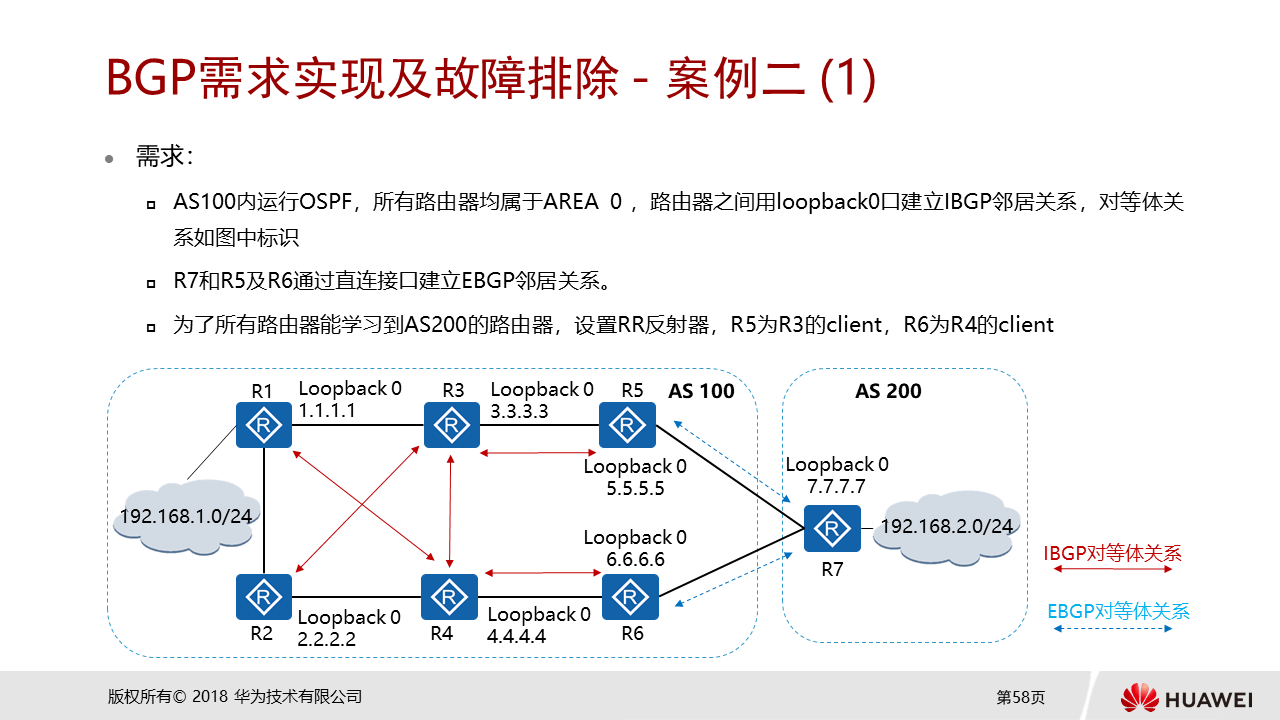 BGP需求实现及故障排除 - 案例二 (1)
需求：
AS100内运行OSPF，所有路由器均属于AREA 0 ，路由器之间用loopback0口建立IBGP邻居关系，对等体关
系如图中标识
R7和R5及R6通过直连接口建立EBGP邻居关系。
为了所有路由器能学习到AS200的路由器，设置RR反射器，R5为R3的client，R6为R4的client
R1
Loopback 0
1.1.1.1
R3
Loopback 0
3.3.3.3
R5
AS 100
AS 200
Loopback 0
5.5.5.5
Loopback 0
7.7.7.7
192.168.1.0/24
192.168.2.0/24
Loopback 0
6.6.6.6
R7
IBGP对等体关系
R2
Loopback 0
2.2.2.2
R4
Loopback 0
4.4.4.4
R6
EBGP对等体关系
版权所有© 2018 华为技术有限公司
第58页
HUAWEI